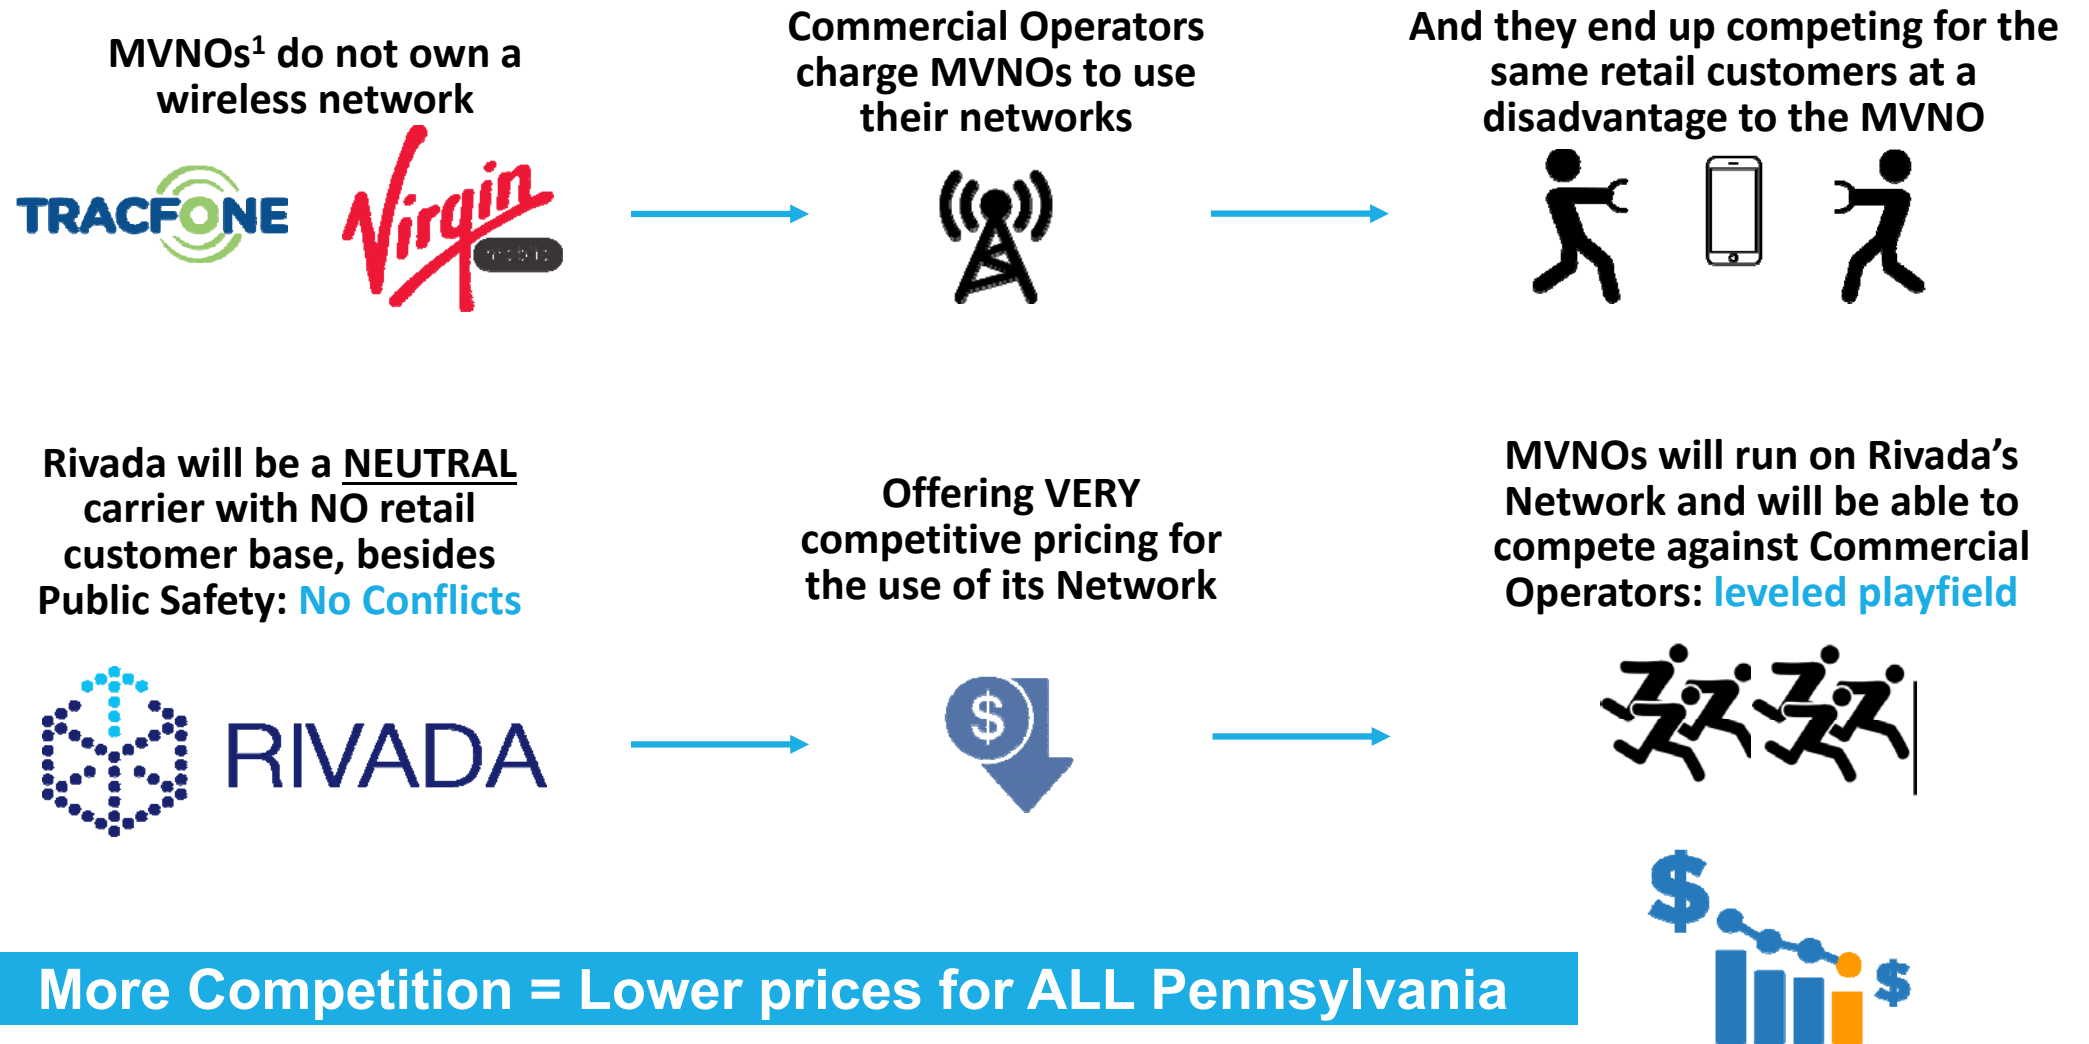 MVNOs¹ do not own a
wireless network
TRACFONE
Virgin
mobile
Commercial Operators
charge MVNOs to use
their networks
And they end up competing for the
same retail customers at a
disadvantage to the MVNO
Rivada will be a NEUTRAL
carrier with NO retail
customer base, besides
Public Safety: No Conflicts
RIVADA
Offering VERY
competitive pricing for
the use of its Network
$
MVNOs will run on Rivada’s
Network and will be able to
compete against Commercial
Operators: leveled playfield
$
$
More Competition = Lower prices for ALL Pennsylvania